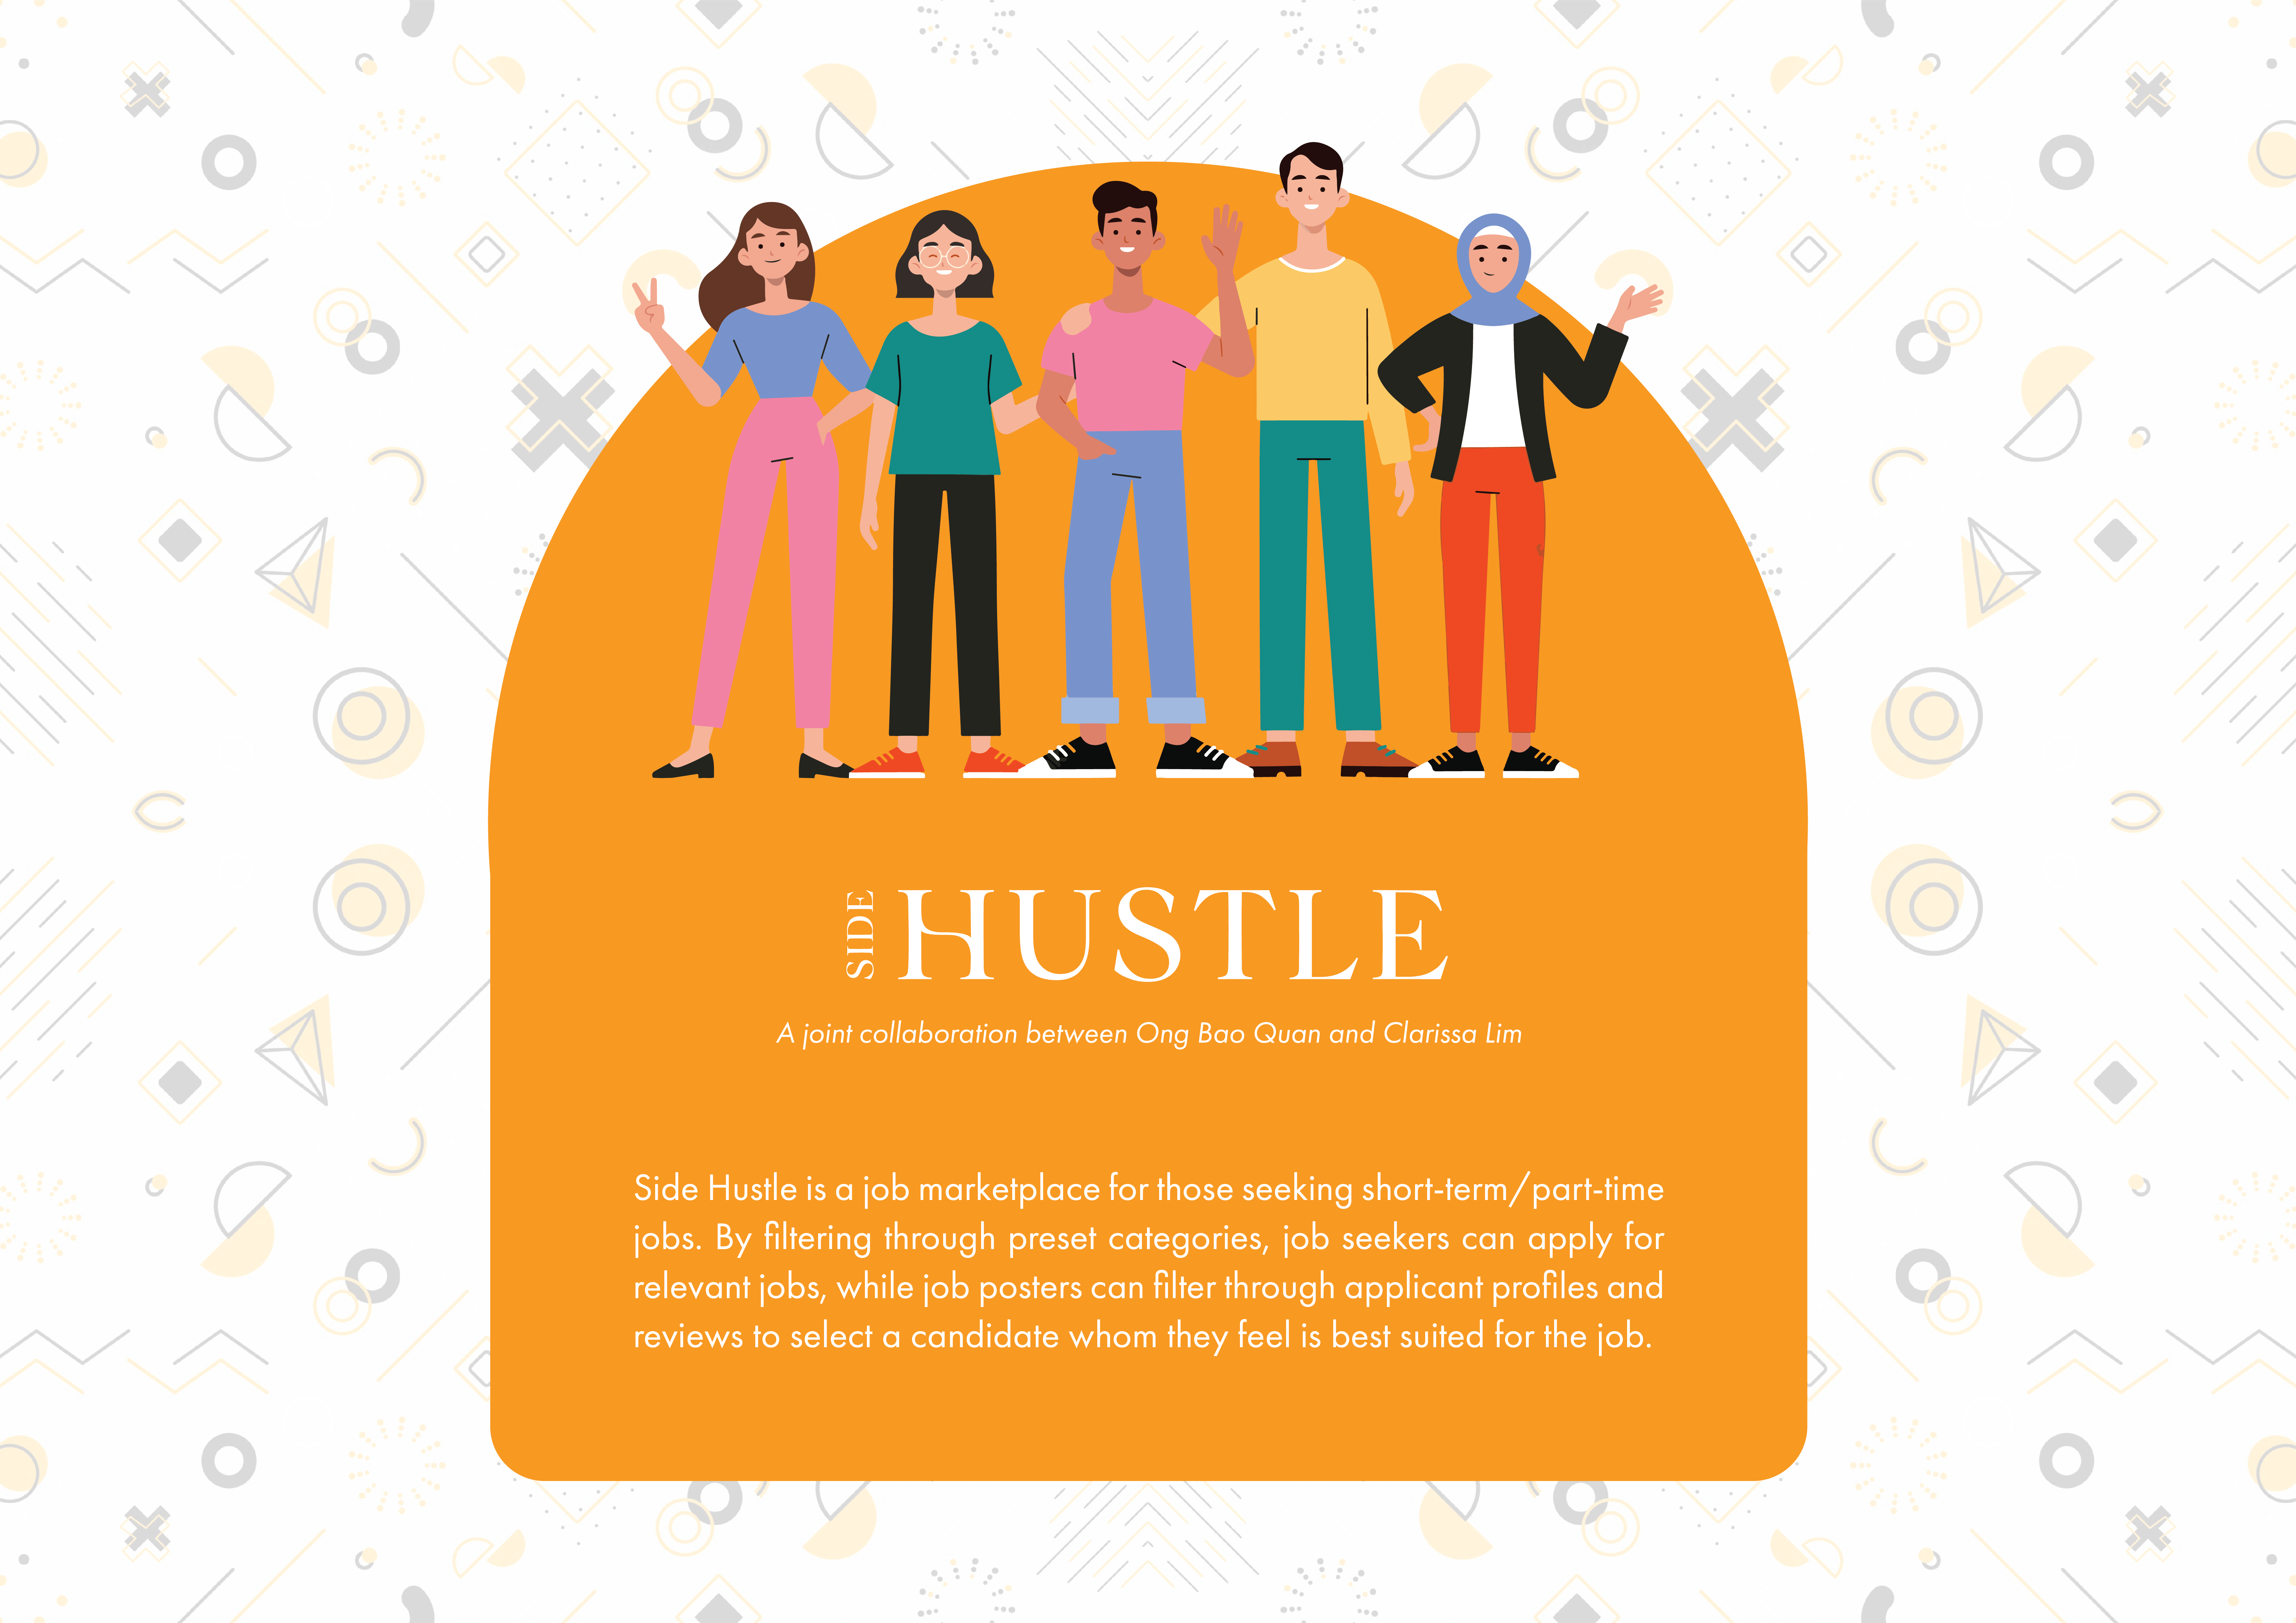 SIDE HUSTLE
A joint collaboration between Ong Bao Quan and Clarissa Lim
Side Hustle is a job marketplace for those seeking short-term/part-time
jobs. By filtering through preset categories, job seekers can apply for
relevant jobs, while job posters can filter through applicant profiles and
reviews to select a candidate whom they feel is best suited for the job.